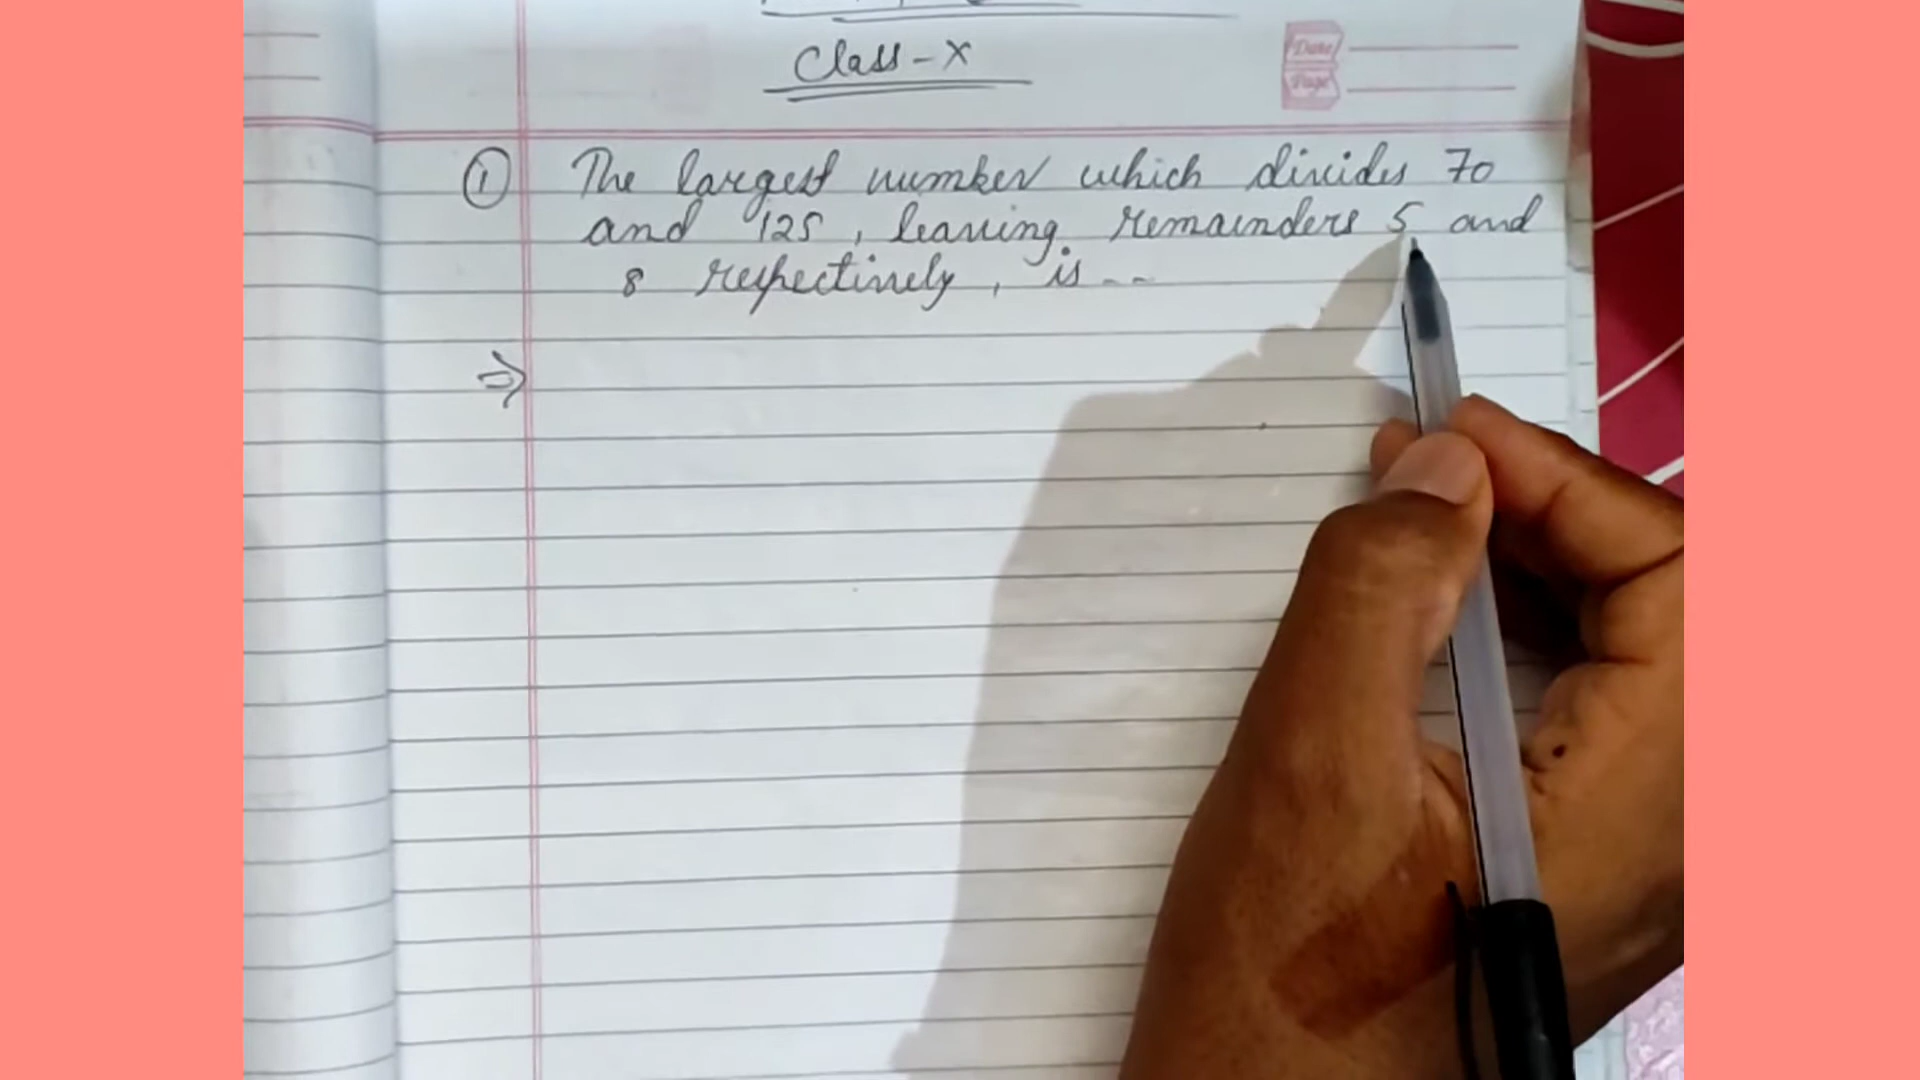 Class - X
Date
Page
① The largest number which divides 70
and 125, leaving remainders 5 and
8 respectively, is --
⇒